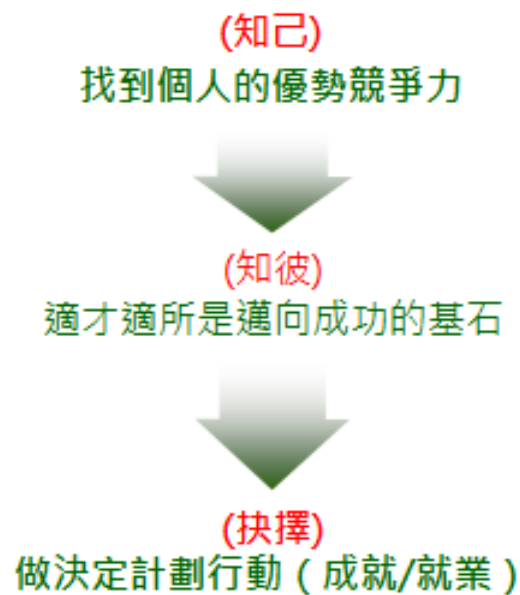 (知己)
找到個人的優勢競爭力
(知彼)
適才適所是邁向成功的基石
(抉擇)
做決定計劃行動（成就/就業）